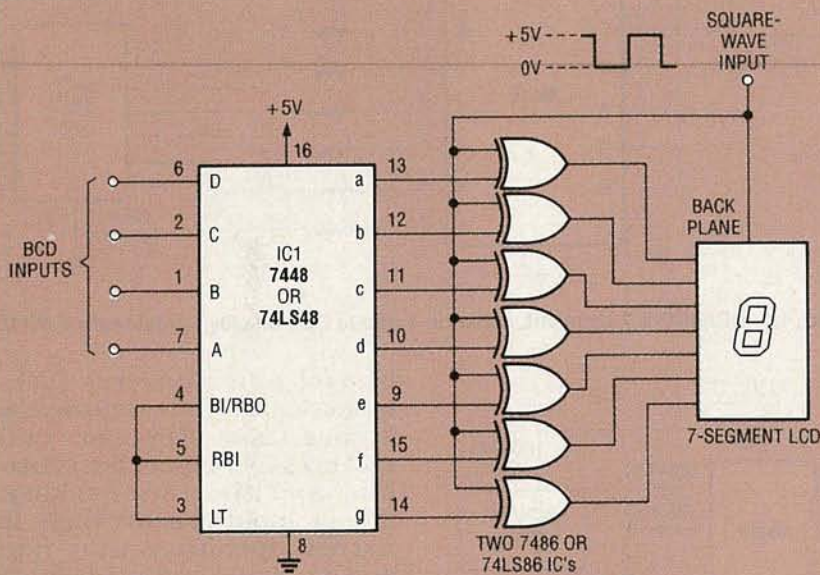 SQUARE-
WAVE
INPUT
+5V
0V
+5V
16
6 D a 13
2 C b 12
BCD
INPUTS
IC1
7448
OR
74LS48
1 B c 11
7 A d 10
4 BI/RBO e 9
5 RBI f 15
3 LT g 14
8
BACK
PLANE
7-SEGMENT LCD
TWO 7486 OR
74LS86 IC's